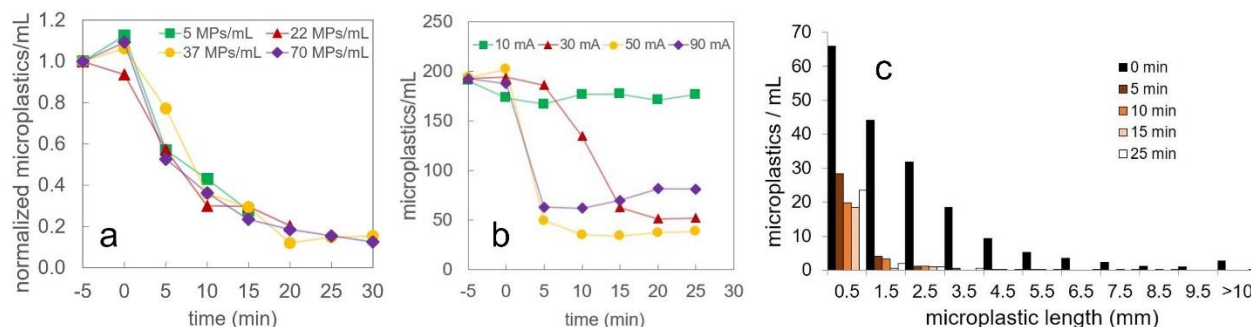 normalized microplastics/mL
1.2
1.0
0.8
0.6
0.4
0.2
0.0
5 MPs/mL 22 MPs/mL
37 MPs/mL 70 MPs/mL
a
-5 0 5 10 15 20 25 30
time (min)
microplastics/mL
250
200
150
100
50
0
10 mA 30 mA 50 mA 90 mA
b
-5 0 5 10 15 20 25 30
time (min)
microplastics / mL
70
60
50
40
30
20
10
0
c
0 min
5 min
10 min
15 min
25 min
0.5 1.5 2.5 3.5 4.5 5.5 6.5 7.5 8.5 9.5 >10
microplastic length (mm)